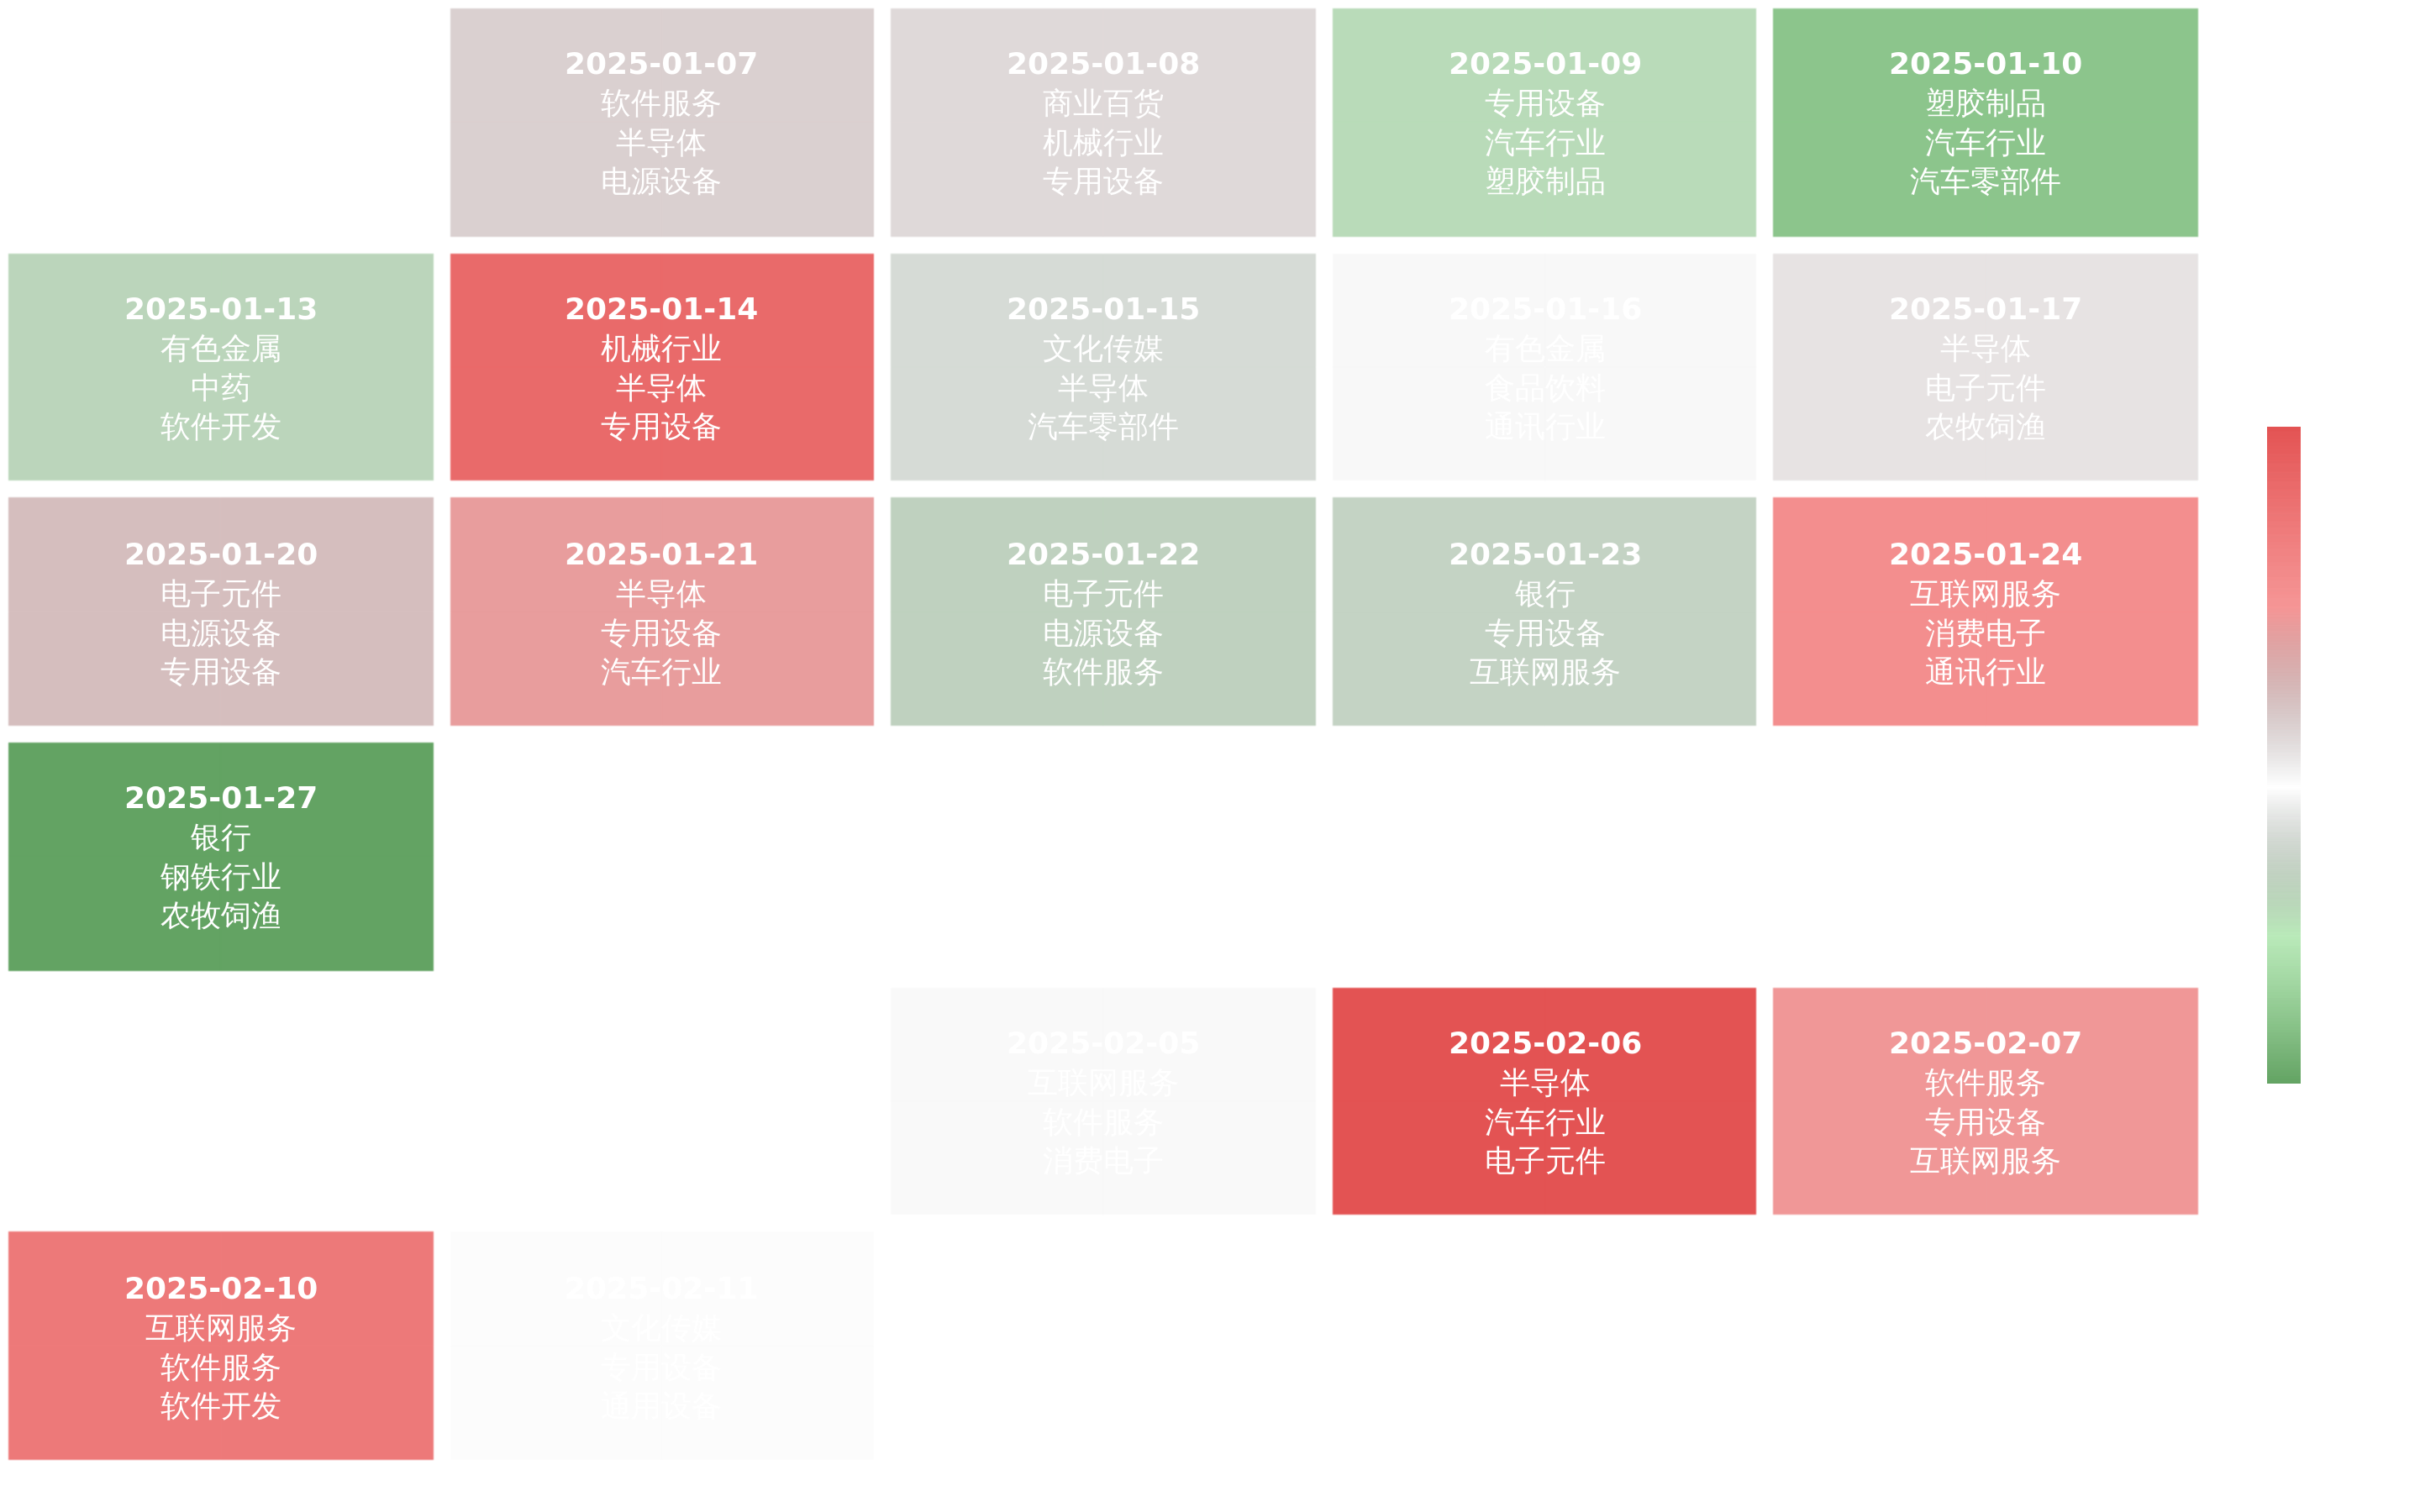 2025-01-07
软件服务
半导体
电源设备
2025-01-08
商业百货
机械行业
专用设备
2025-01-09
专用设备
汽车行业
塑胶制品
2025-01-10
塑胶制品
汽车行业
汽车零部件
2025-01-13
有色金属
中药
软件开发
2025-01-14
机械行业
半导体
专用设备
2025-01-15
文化传媒
半导体
汽车零部件
2025-01-16
有色金属
食品饮料
通讯行业
2025-01-17
半导体
电子元件
农牧饲渔
2025-01-20
电子元件
电源设备
专用设备
2025-01-21
半导体
专用设备
汽车行业
2025-01-22
电子元件
电源设备
软件服务
2025-01-23
银行
专用设备
互联网服务
2025-01-24
互联网服务
消费电子
通讯行业
2025-01-27
银行
钢铁行业
农牧饲渔
2025-02-05
互联网服务
软件服务
消费电子
2025-02-06
半导体
汽车行业
电子元件
2025-02-07
软件服务
专用设备
互联网服务
2025-02-10
互联网服务
软件服务
软件开发
2025-02-11
文化传媒
专用设备
通用设备